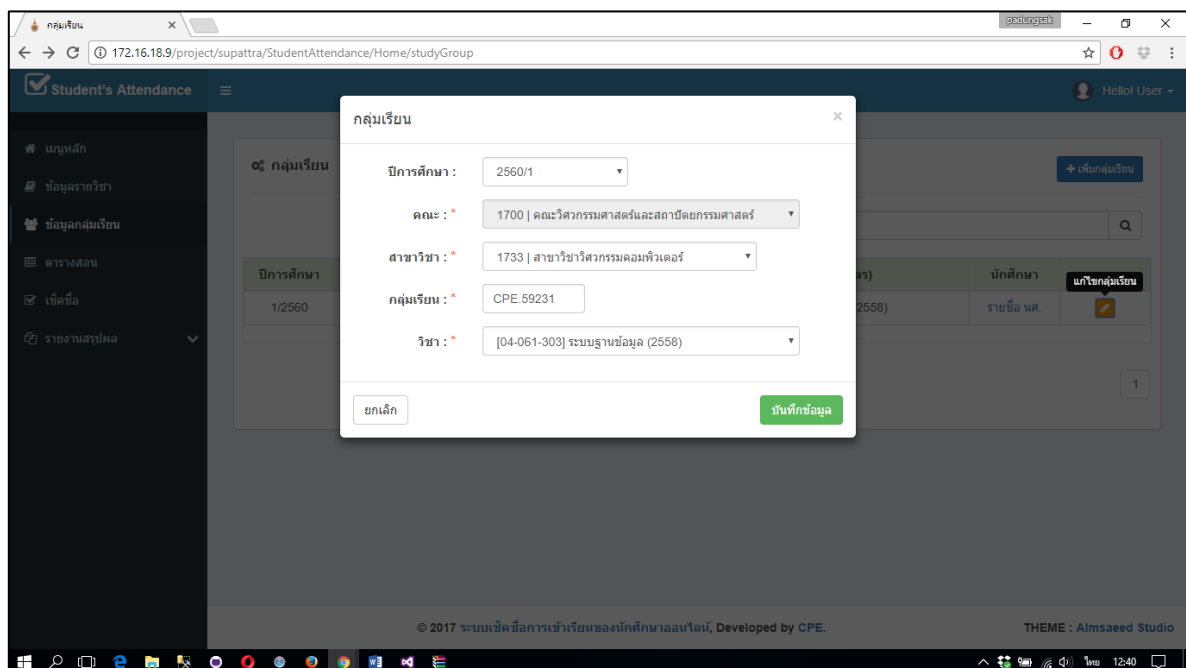 กลุ่มเรียน
padungsak
172.16.18.9/project/supattra/StudentAttendance/Home/studyGroup
Student's Attendance
Hello! User
กลุ่มเรียน
×
เมนูหลัก
ข้อมูลรายวิชา
ข้อมูลกลุ่มเรียน
ตารางสอน
เช็คชื่อ
รายงานสรุปผล
กลุ่มเรียน
+ เพิ่มกลุ่มเรียน
ปีการศึกษา : 2560/1
คณะ : * 1700 | คณะวิศวกรรมศาสตร์และสถาปัตยกรรมศาสตร์
สาขาวิชา : * 1733 | สาขาวิชาวิศวกรรมคอมพิวเตอร์
กลุ่มเรียน : * CPE.59231
วิชา : * [04-061-303] ระบบฐานข้อมูล (2558)
ยกเลิก
บันทึกข้อมูล
ปีการศึกษา
นักศึกษา
แก้ไขกลุ่มเรียน
1/2560
2558)
รายชื่อ นศ.
1
© 2017 ระบบเช็คชื่อการเข้าเรียนของนักศึกษาออนไลน์, Developed by CPE.
THEME : Almsaeed Studio
ไทย
12:40